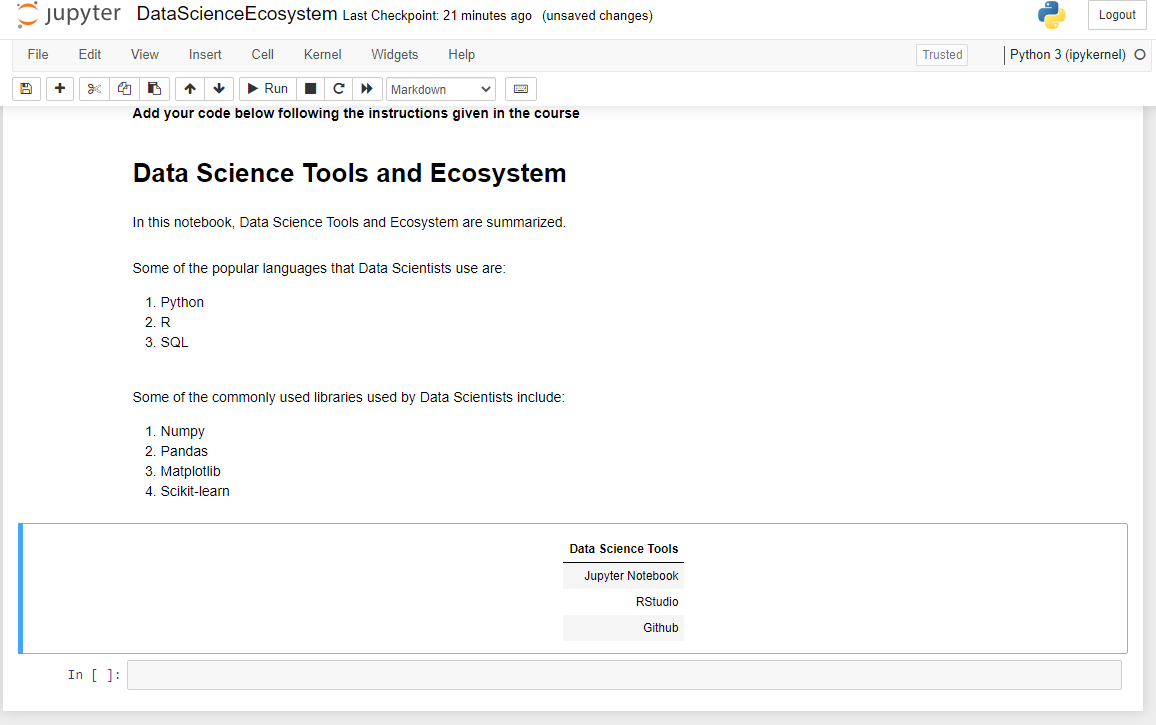 jupyter DataScienceEcosystem Last Checkpoint: 21 minutes ago (unsaved changes) Logout
File Edit View Insert Cell Kernel Widgets Help Trusted Python 3 (ipykernel)
Run Markdown
Add your code below following the instructions given in the course
Data Science Tools and Ecosystem
In this notebook, Data Science Tools and Ecosystem are summarized.
Some of the popular languages that Data Scientists use are:
1. Python
2. R
3. SQL
Some of the commonly used libraries used by Data Scientists include:
1. Numpy
2. Pandas
3. Matplotlib
4. Scikit-learn
Data Science Tools
Jupyter Notebook
RStudio
Github
In [ ]: